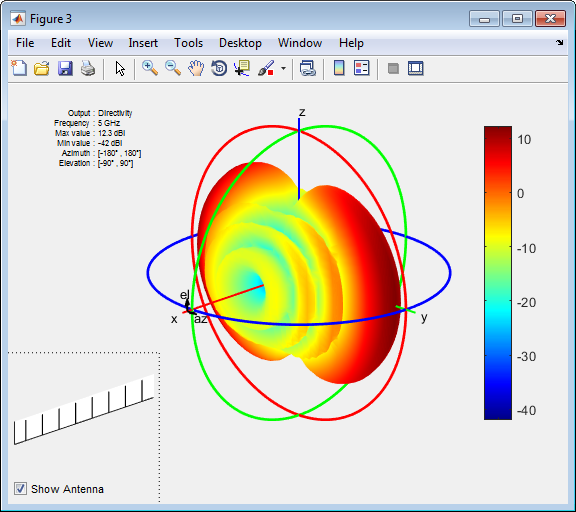 Figure 3
File Edit View Insert Tools Desktop Window Help
Output : Directivity
Frequency : 5 GHz
Max value : 12.3 dBi
Min value : -42 dBi
Azimuth : [-180° , 180°]
Elevation : [-90° , 90°]
z
10
0
-10
-20
-30
-40
el
x
az
y
Show Antenna